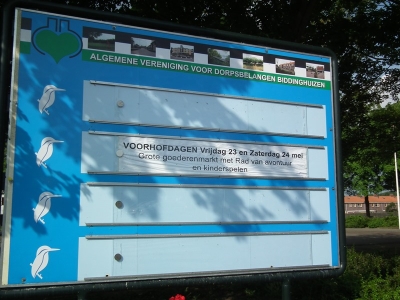 ALGEMENE VERENIGING VOOR DORPSBELANGEN BIDDINGHUIZEN
VOORHOFDAGEN Vrijdag 23 en Zaterdag 24 mei
Grote goederenmarkt met Rad van avontuur
en kinderspelen